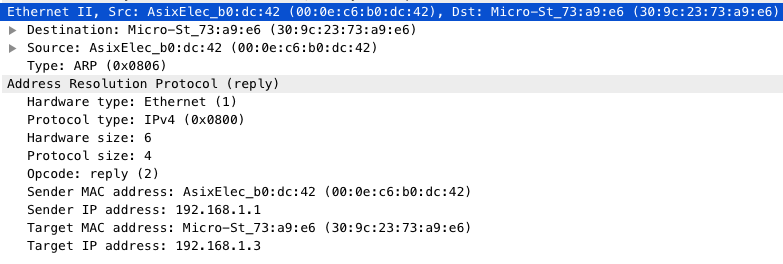 Ethernet II, Src: AsixElec_b0:dc:42 (00:0e:c6:b0:dc:42), Dst: Micro-St_73:a9:e6 (30:9c:23:73:a9:e6)
Destination: Micro-St_73:a9:e6 (30:9c:23:73:a9:e6)
Source: AsixElec_b0:dc:42 (00:0e:c6:b0:dc:42)
Type: ARP (0x0806)
Address Resolution Protocol (reply)
Hardware type: Ethernet (1)
Protocol type: IPv4 (0x0800)
Hardware size: 6
Protocol size: 4
Opcode: reply (2)
Sender MAC address: AsixElec_b0:dc:42 (00:0e:c6:b0:dc:42)
Sender IP address: 192.168.1.1
Target MAC address: Micro-St_73:a9:e6 (30:9c:23:73:a9:e6)
Target IP address: 192.168.1.3